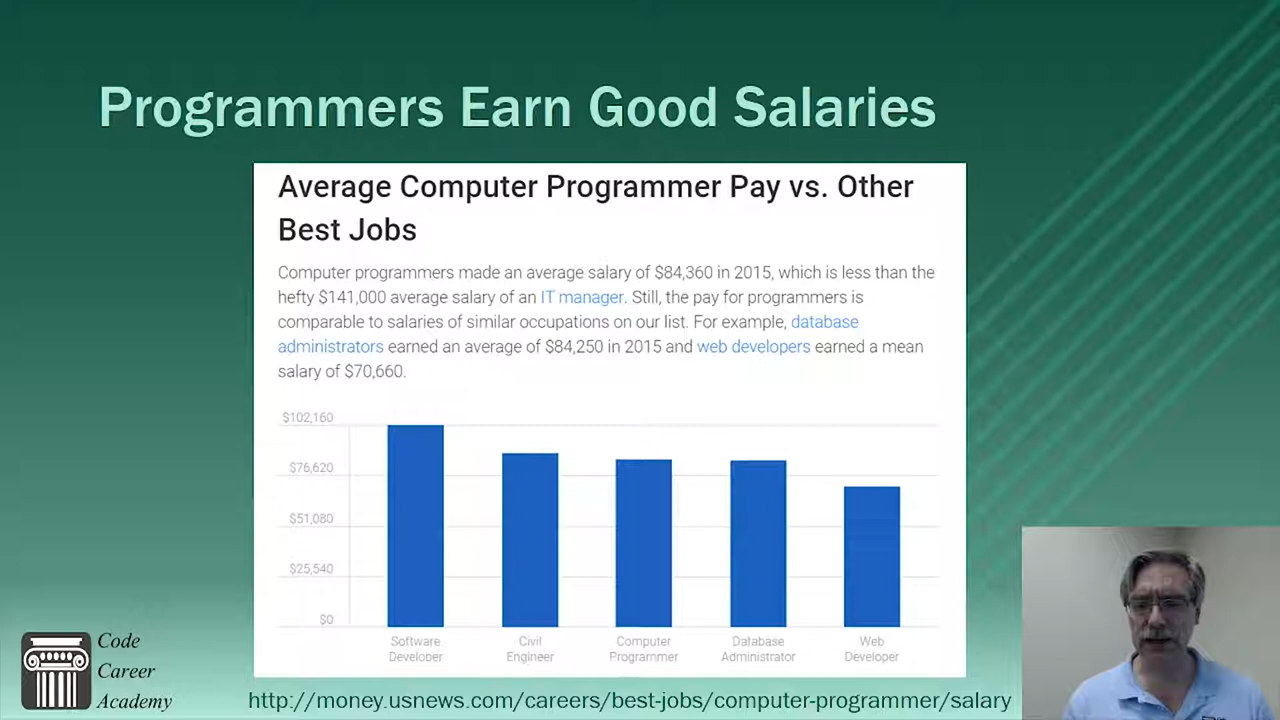 Programmers Earn Good Salaries
Average Computer Programmer Pay vs. Other
Best Jobs
Computer programmers made an average salary of $84,360 in 2015, which is less than the
hefty $141,000 average salary of an IT manager. Still, the pay for programmers is
comparable to salaries of similar occupations on our list. For example, database
administrators earned an average of $84,250 in 2015 and web developers earned a mean
salary of $70,660.
$102,160
$76,620
$51,080
$25,540
$0
Software
Developer
Civil
Engineer
Computer
Programmer
Database
Administrator
Web
Developer
Code
Career
Academy
http://money.usnews.com/careers/best-jobs/computer-programmer/salary